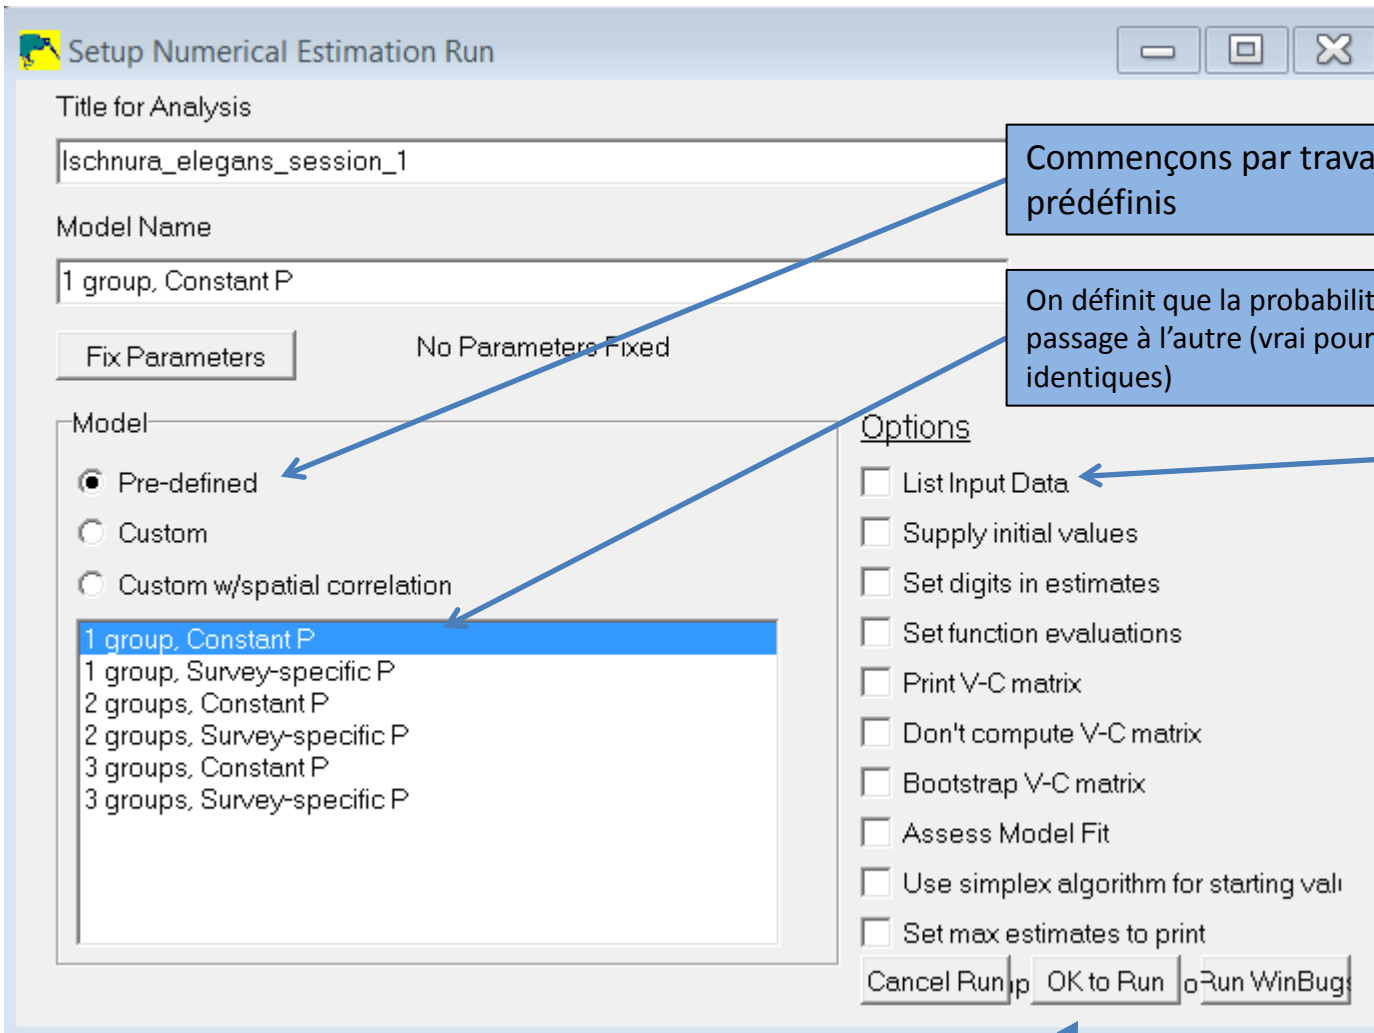 Setup Numerical Estimation Run
Title for Analysis
Ischnura_elegans_session_1
Commençons par trava
prédéfinis
Model Name
1 group, Constant P
On définit que la probabilit
passage à l'autre (vrai pour
identiques)
Fix Parameters
No Parameters Fixed
Model
Pre-defined
Custom
Custom w/spatial correlation
1 group, Constant P
1 group, Survey-specific P
2 groups, Constant P
2 groups, Survey-specific P
3 groups, Constant P
3 groups, Survey-specific P
Options
List Input Data
Supply initial values
Set digits in estimates
Set function evaluations
Print V-C matrix
Don't compute V-C matrix
Bootstrap V-C matrix
Assess Model Fit
Use simplex algorithm for starting val
Set max estimates to print
Cancel Run
OK to Run
Run WinBugs